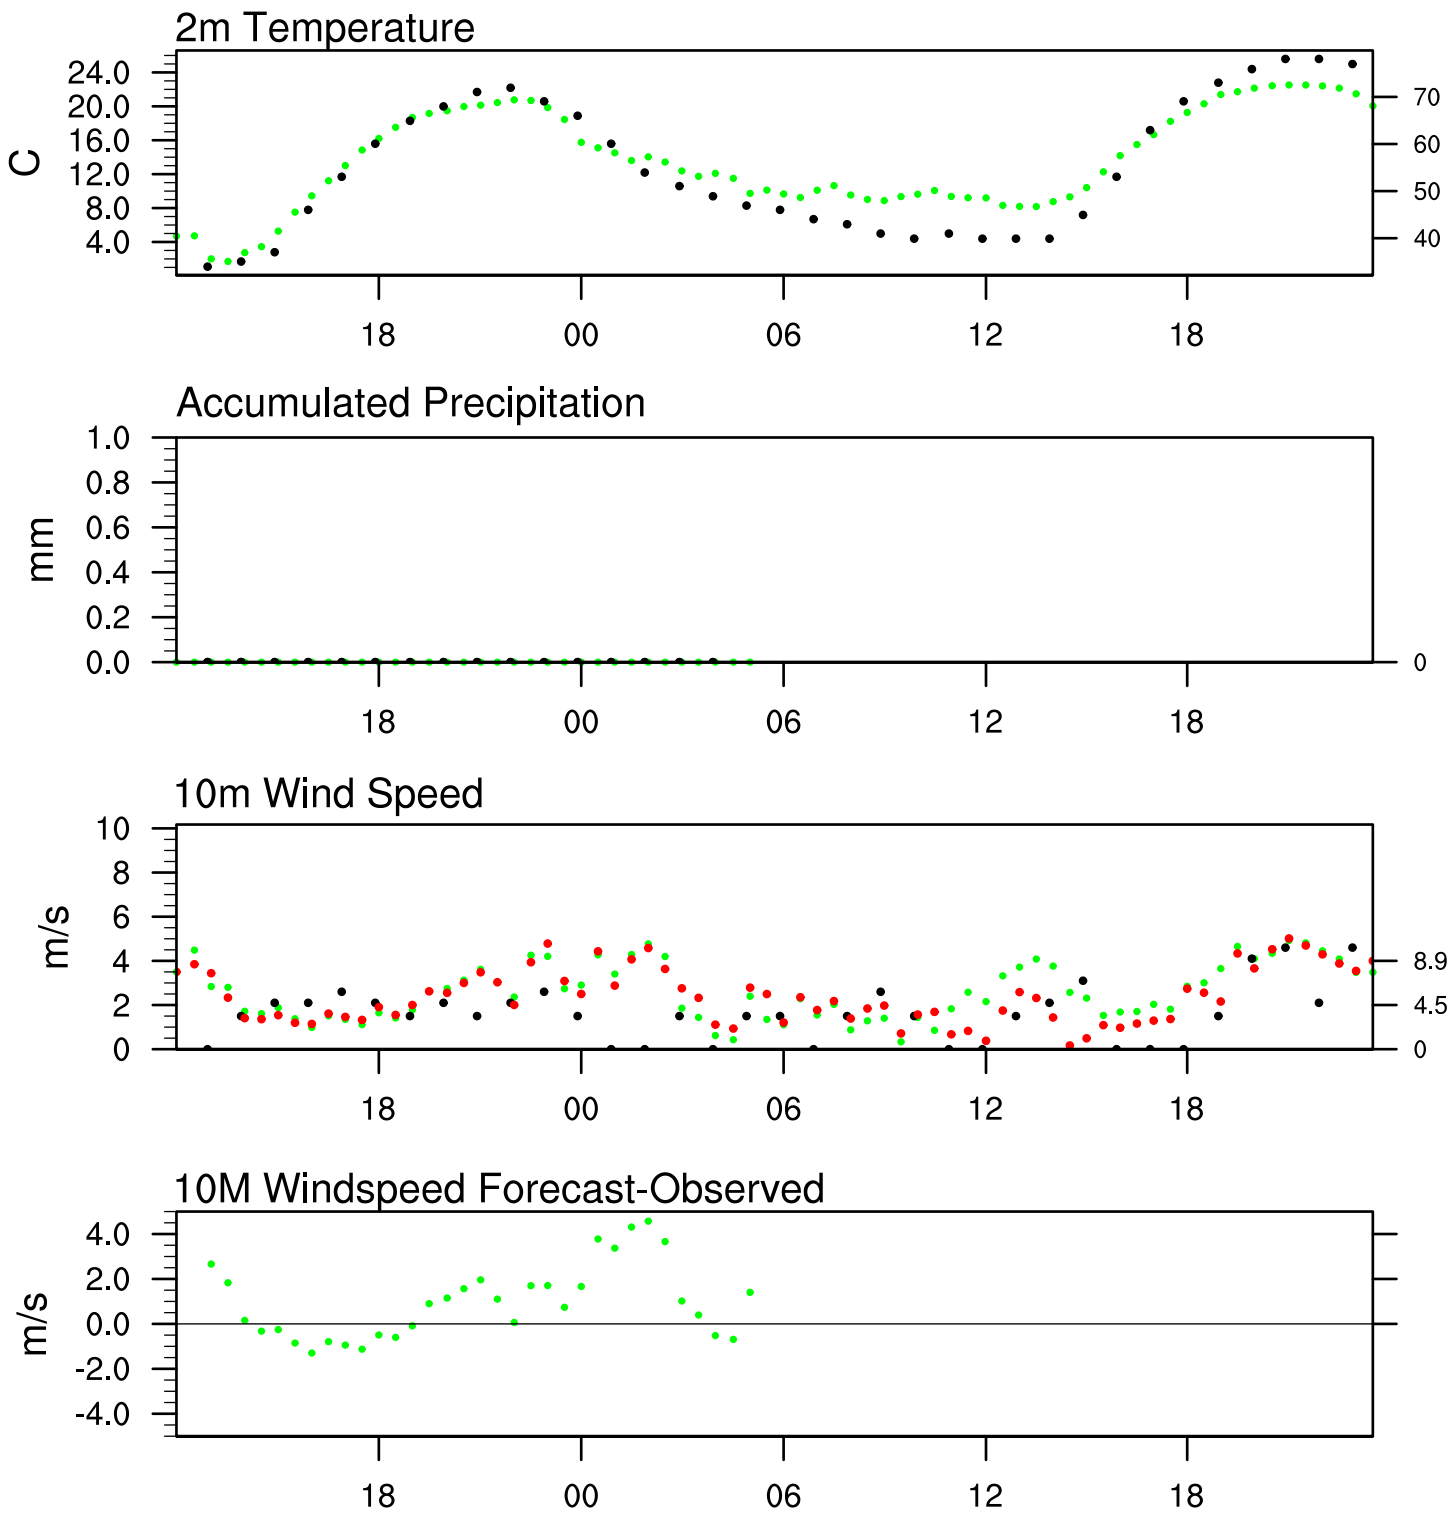 2m Temperature
24.0
20.0
16.0
12.0
8.0
4.0
C
70
60
50
40
18 00 06 12 18
Accumulated Precipitation
1.0
0.8
0.6
0.4
0.2
0.0
mm
0
18 00 06 12 18
10m Wind Speed
10
8
6
4
2
0
m/s
8.9
4.5
0
18 00 06 12 18
10M Windspeed Forecast-Observed
4.0
2.0
0.0
-2.0
-4.0
m/s
18 00 06 12 18